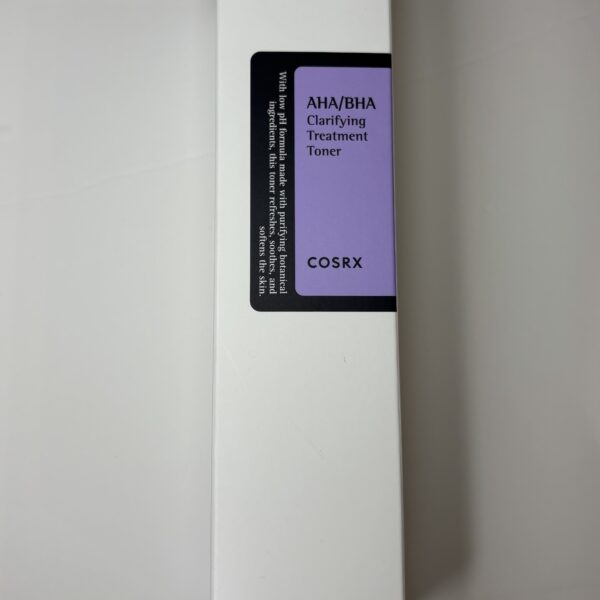 AHA/BHA
Clarifying
Treatment
Toner
COSRX
With low pH formula made with purifying botanical
ingredients, this toner refreshes, soothes, and
softens the skin.